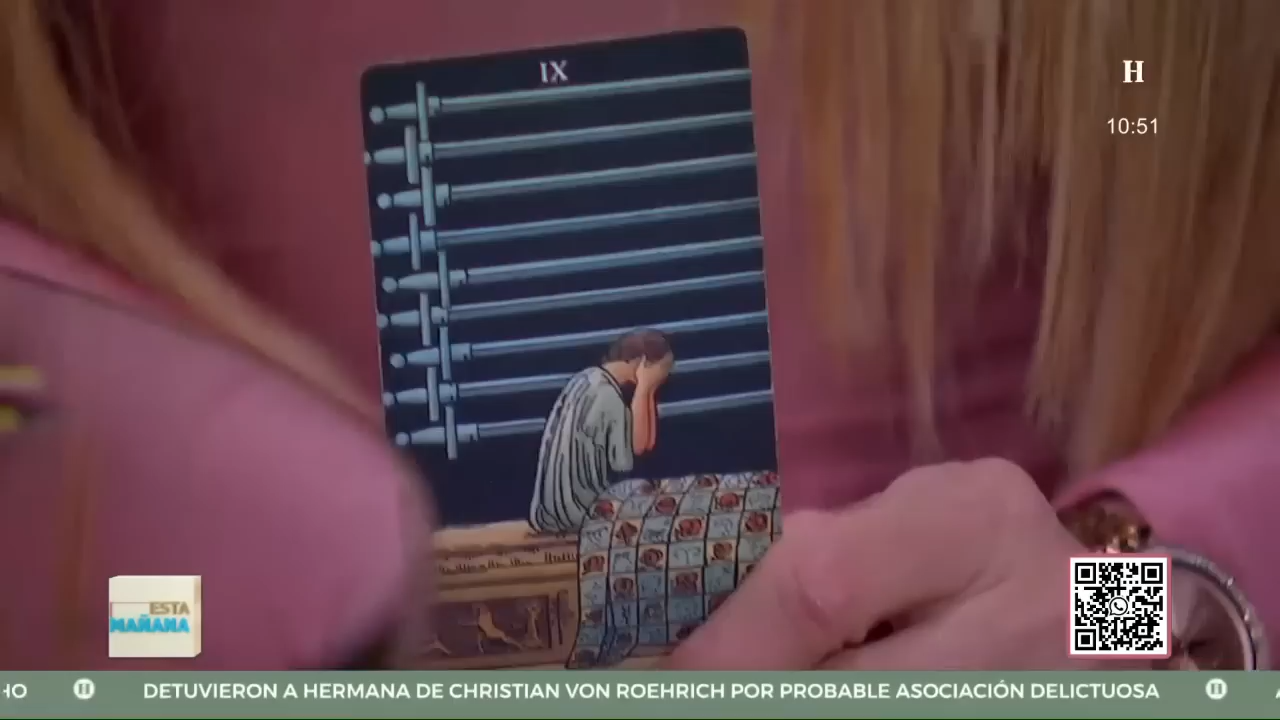 IX
H
10:51
ESTA
MAÑANA
HO
DETUVIERON A HERMANA DE CHRISTIAN VON ROEHRICH POR PROBABLE ASOCIACIÓN DELICTUOSA